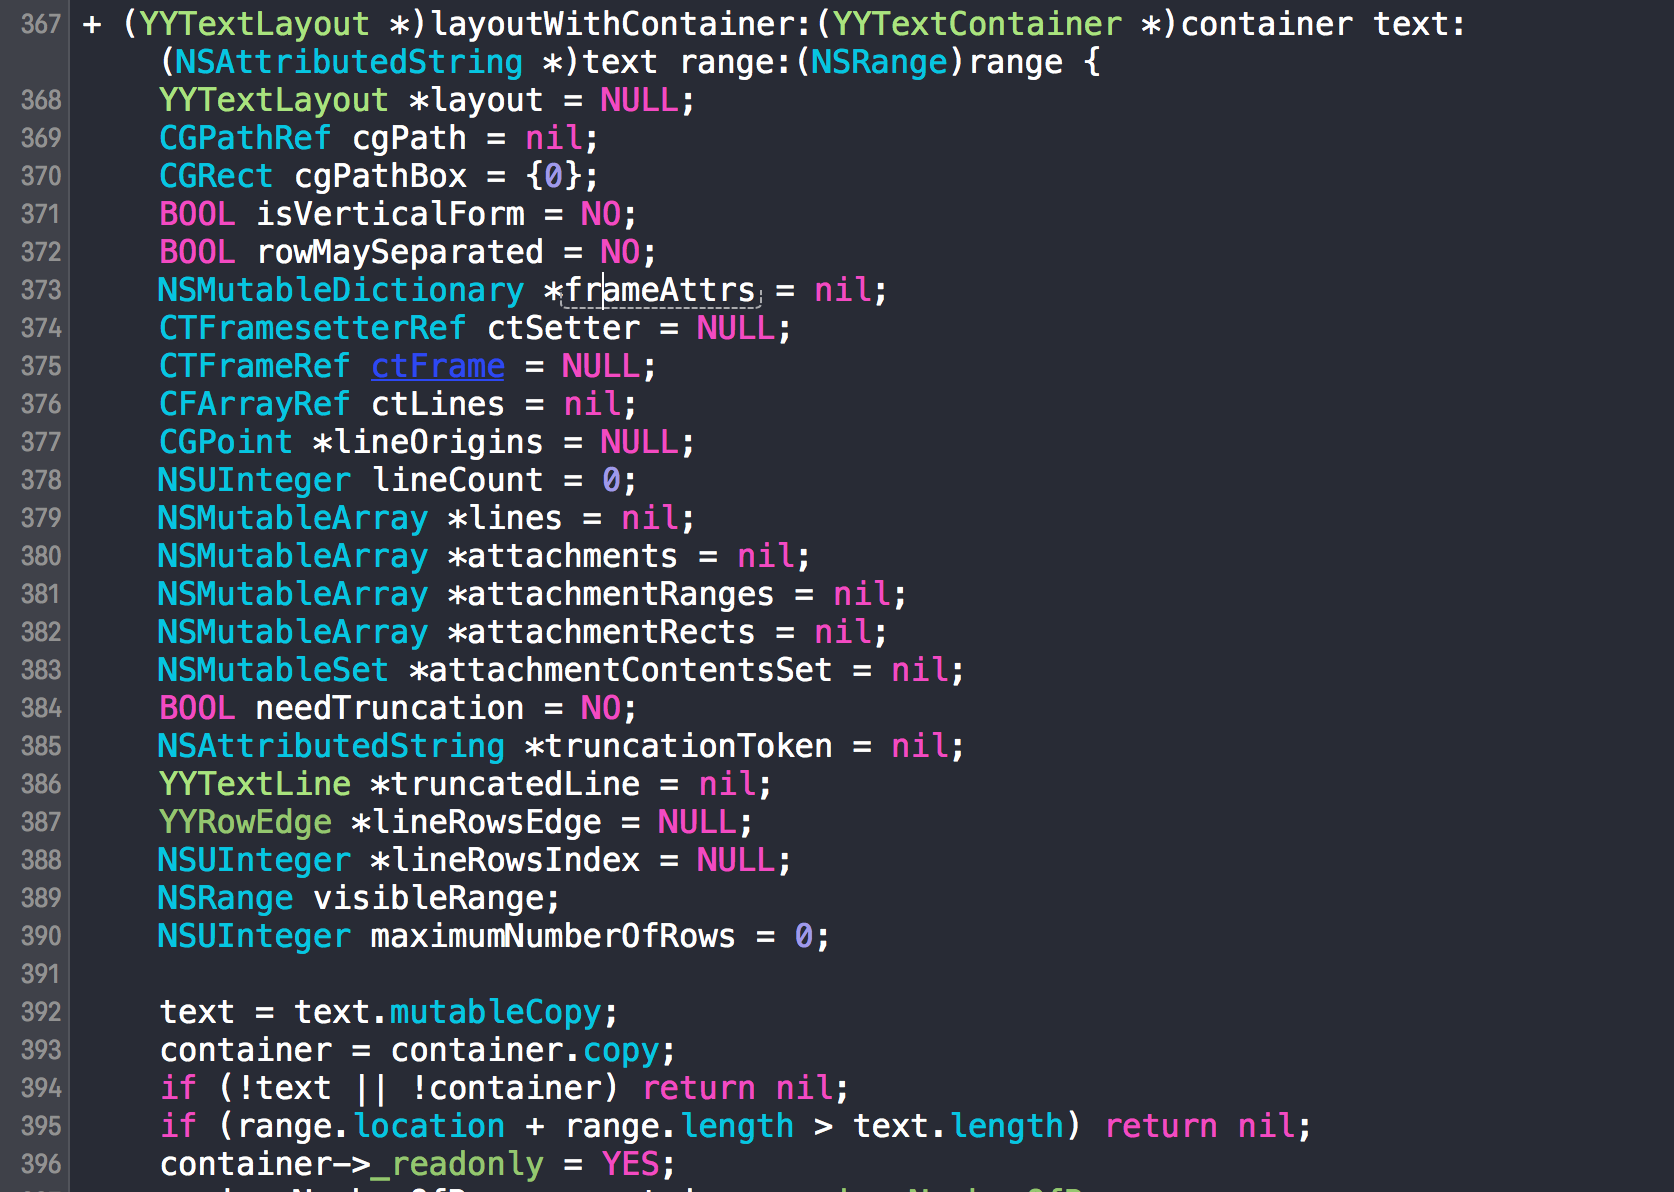 367 + (YYTextLayout *)layoutWithContainer:(YYTextContainer *)container text:
(NSAttributedString *)text range:(NSRange)range {
368 YYTextLayout *layout = NULL;
369 CGPathRef cgPath = nil;
370 CGRect cgPathBox = {0};
371 BOOL isVerticalForm = NO;
372 BOOL rowMaySeparated = NO;
373 NSMutableDictionary *frameAttrs = nil;
374 CTFramesetterRef ctSetter = NULL;
375 CTFrameRef ctFrame = NULL;
376 CFArrayRef ctLines = nil;
377 CGPoint *lineOrigins = NULL;
378 NSUInteger lineCount = 0;
379 NSMutableArray *lines = nil;
380 NSMutableArray *attachments = nil;
381 NSMutableArray *attachmentRanges = nil;
382 NSMutableArray *attachmentRects = nil;
383 NSMutableSet *attachmentContentsSet = nil;
384 BOOL needTruncation = NO;
385 NSAttributedString *truncationToken = nil;
386 YYTextLine *truncatedLine = nil;
387 YYRowEdge *lineRowsEdge = NULL;
388 NSUInteger *lineRowsIndex = NULL;
389 NSRange visibleRange;
390 NSUInteger maximumNumberOfRows = 0;
391
392 text = text.mutableCopy;
393 container = container.copy;
394 if (!text || !container) return nil;
395 if (range.location + range.length > text.length) return nil;
396 container->_readonly = YES;